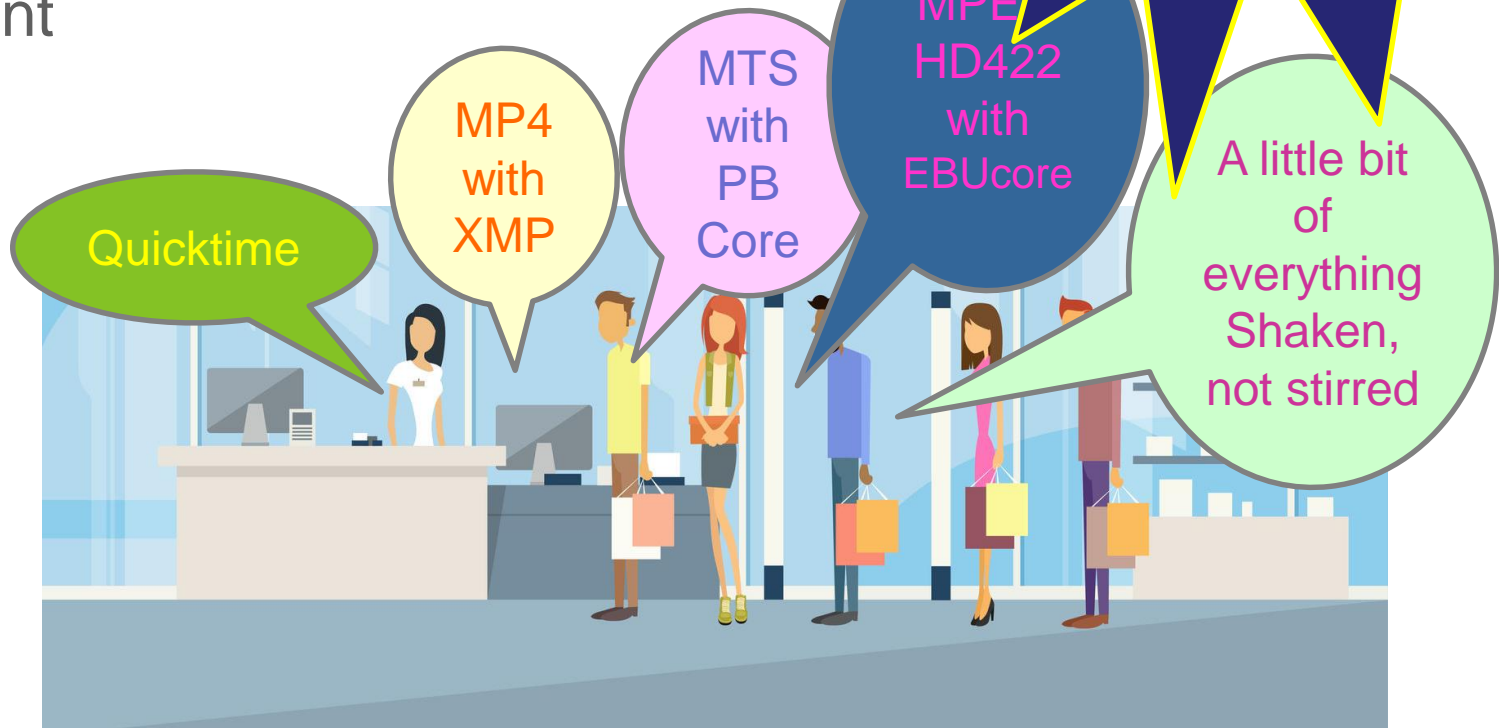 nt
Quicktime
MP4
with
XMP
MTS
with
PB
Core
HD422
with
EBUcore
A little bit
of
everything
Shaken,
not stirred